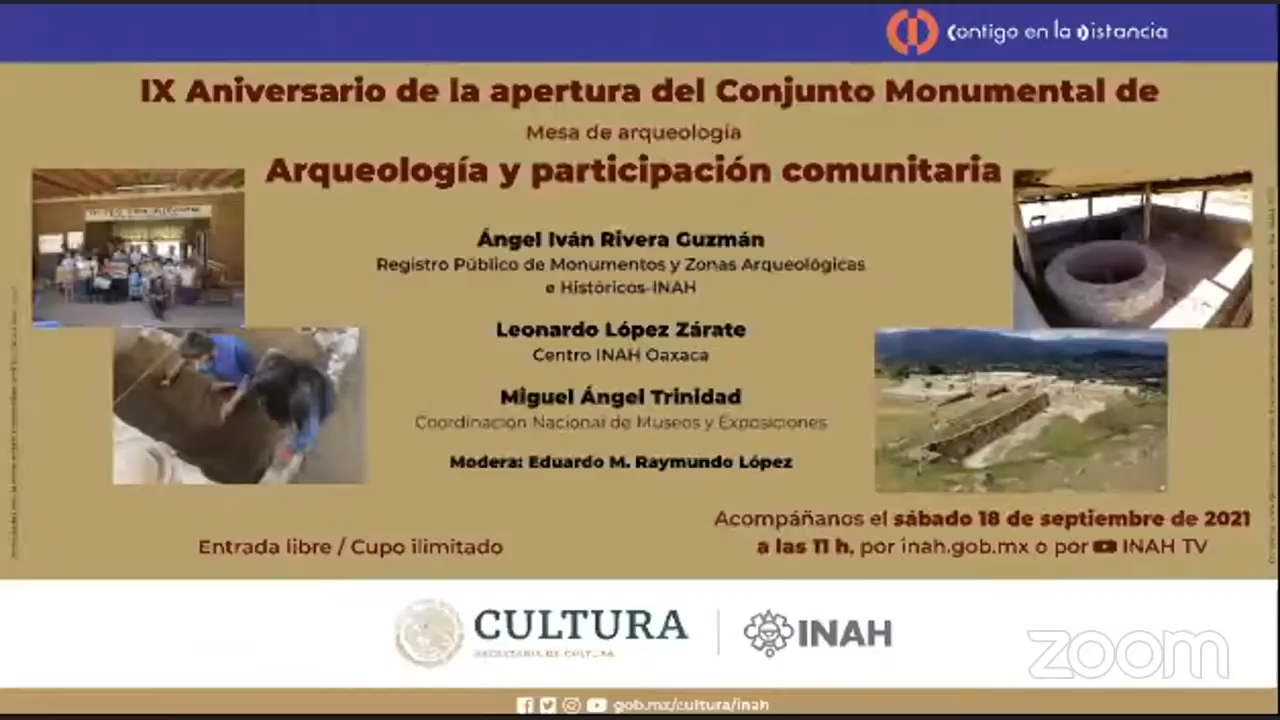 Contigo en la Distancia
IX Aniversario de la apertura del Conjunto Monumental de
Mesa de arqueología
Arqueología y participación comunitaria
Ángel Iván Rivera Guzmán
Registro Público de Monumentos y Zonas Arqueológicas
e Históricos-INAH
Leonardo López Zárate
Centro INAH Oaxaca
Miguel Ángel Trinidad
Coordinación Nacional de Museos y Exposiciones
Modera: Eduardo M. Raymundo López
Acompáñanos el sábado 18 de septiembre de 2021
a las 11 h, por inah.gob.mx o por INAH TV
Entrada libre / Cupo ilimitado
CULTURA
SECRETARÍA DE CULTURA
INAH
zoom
gob.mx/cultura/inah